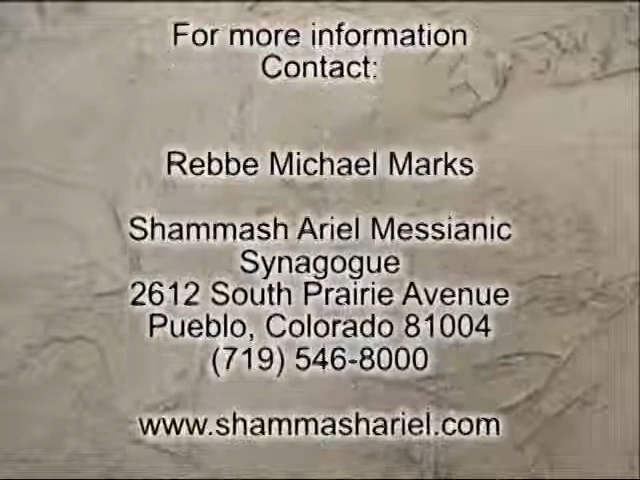 For more information
Contact:
Rebbe Michael Marks
Shammash Ariel Messianic
Synagogue
2612 South Prairie Avenue
Pueblo, Colorado 81004
(719) 546-8000
www.shammashariel.com